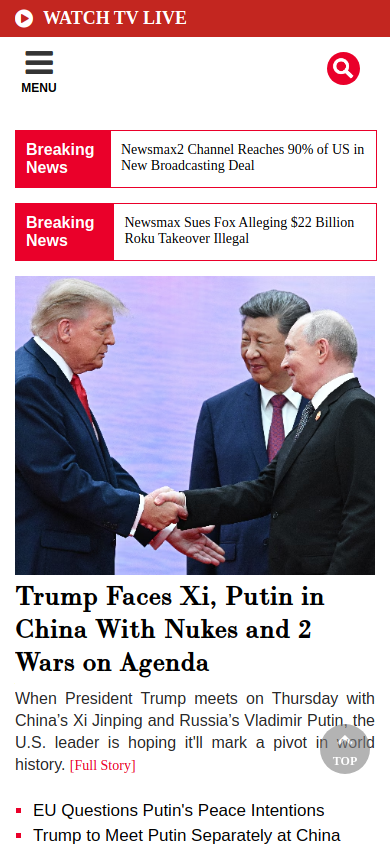 WATCH TV LIVE
MENU
Breaking News
Newsmax2 Channel Reaches 90% of US in
New Broadcasting Deal
Breaking News
Newsmax Sues Fox Alleging $22 Billion
Roku Takeover Illegal
Trump Faces Xi, Putin in
China With Nukes and 2
Wars on Agenda
When President Trump meets on Thursday with
China's Xi Jinping and Russia's Vladimir Putin, the
U.S. leader is hoping it'll mark a pivot in world
history. [Full Story]
TOP
EU Questions Putin's Peace Intentions
Trump to Meet Putin Separately at China